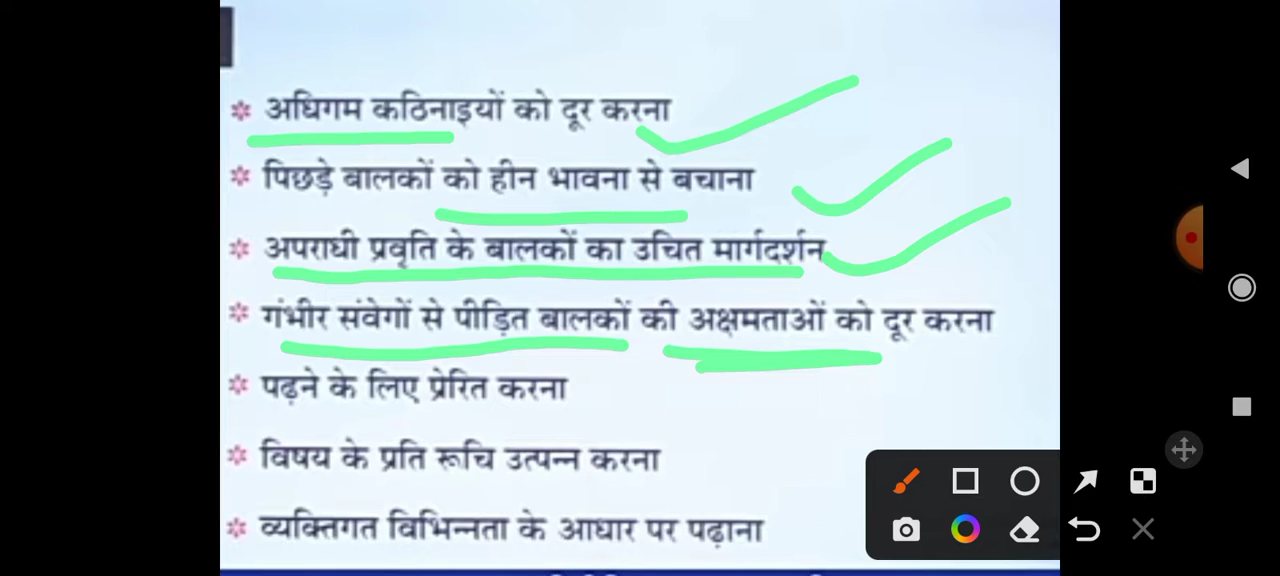 * अधिगम कठिनाइयों को दूर करना
* पिछड़े बालकों को हीन भावना से बचाना
* अपराधी प्रवृति के बालकों का उचित मार्गदर्शन
* गंभीर संवेगों से पीड़ित बालकों की अक्षमताओं को दूर करना
* पढ़ने के लिए प्रेरित करना
* विषय के प्रति रूचि उत्पन्न करना
* व्यक्तिगत विभिन्नता के आधार पर पढ़ाना